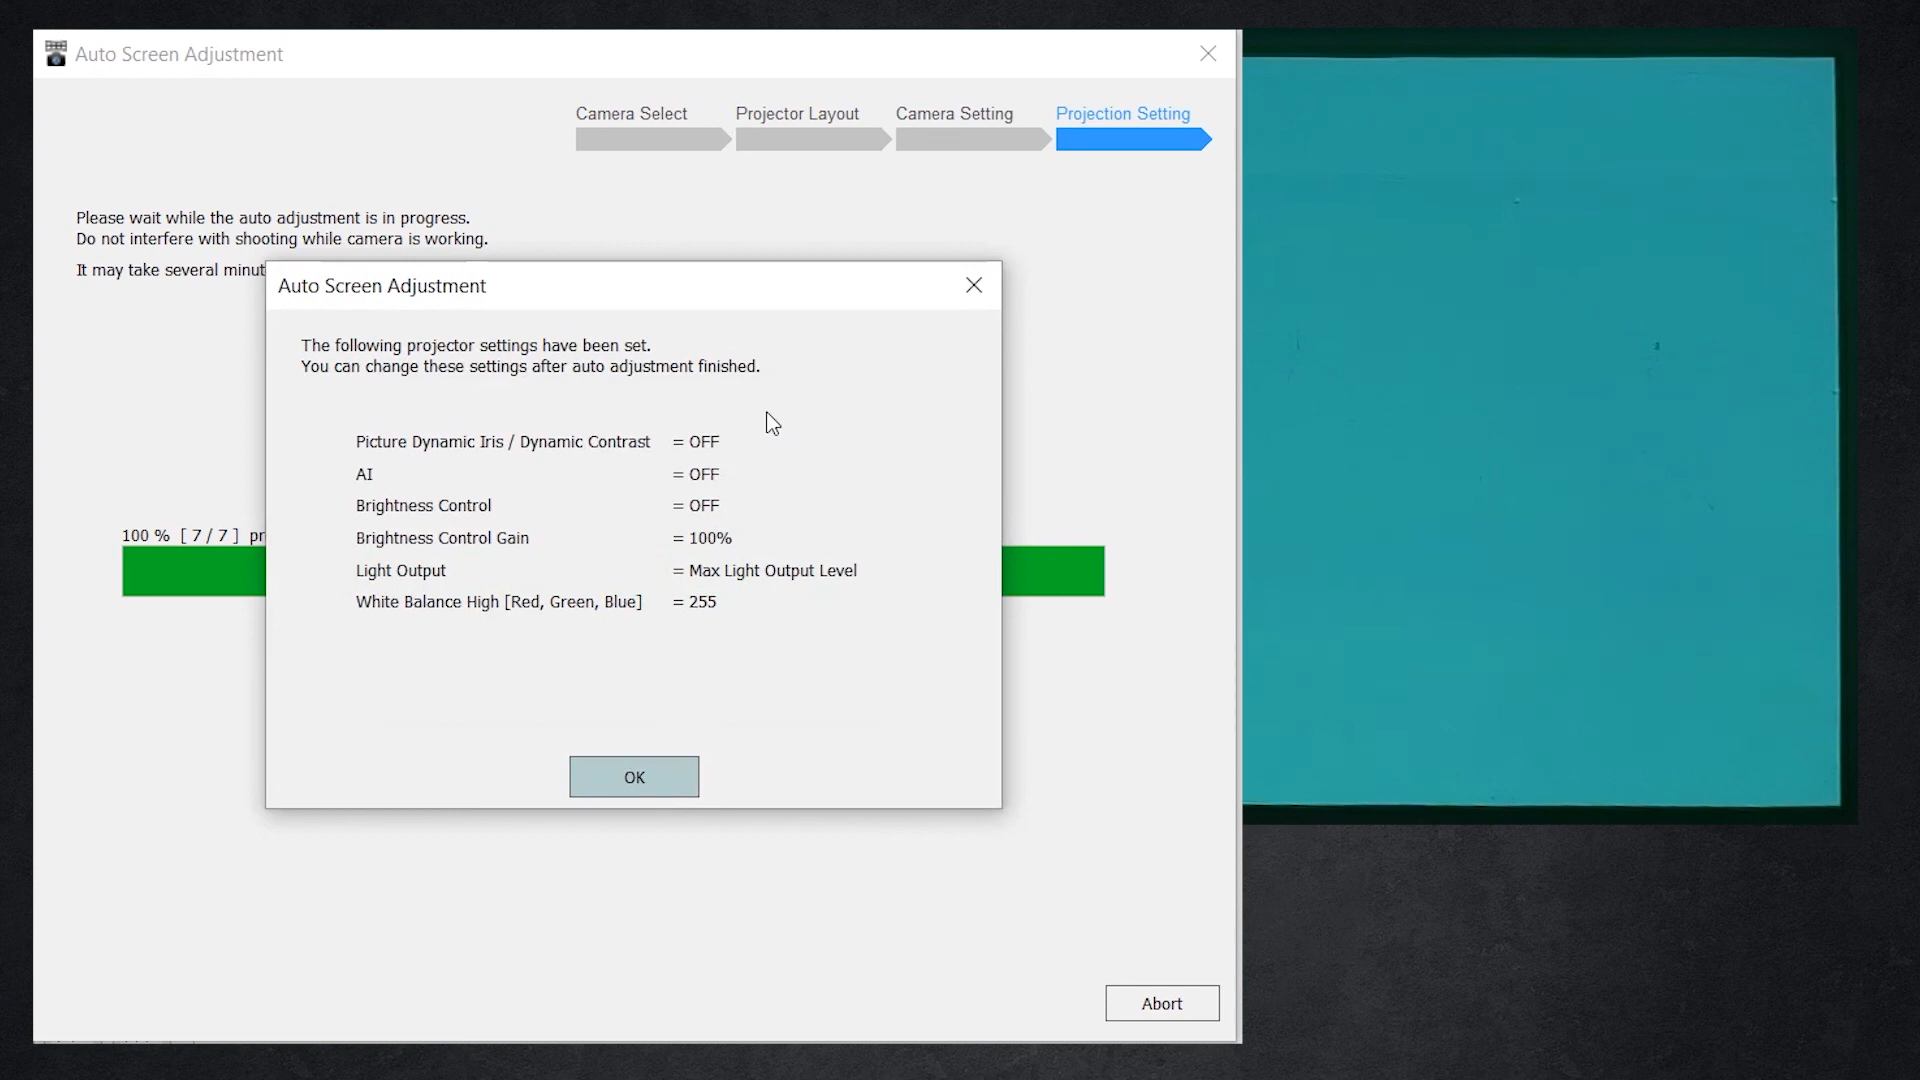 Auto Screen Adjustment
Camera Select
Projector Layout
Camera Setting
Projection Setting
Please wait while the auto adjustment is in progress.
Do not interfere with shooting while camera is working.
It may take several minut
Auto Screen Adjustment
The following projector settings have been set.
You can change these settings after auto adjustment finished.
Picture Dynamic Iris / Dynamic Contrast = OFF
AI = OFF
Brightness Control = OFF
Brightness Control Gain = 100%
Light Output = Max Light Output Level
White Balance High [Red, Green, Blue] = 255
100 % [ 7 / 7 ] pr
OK
Abort